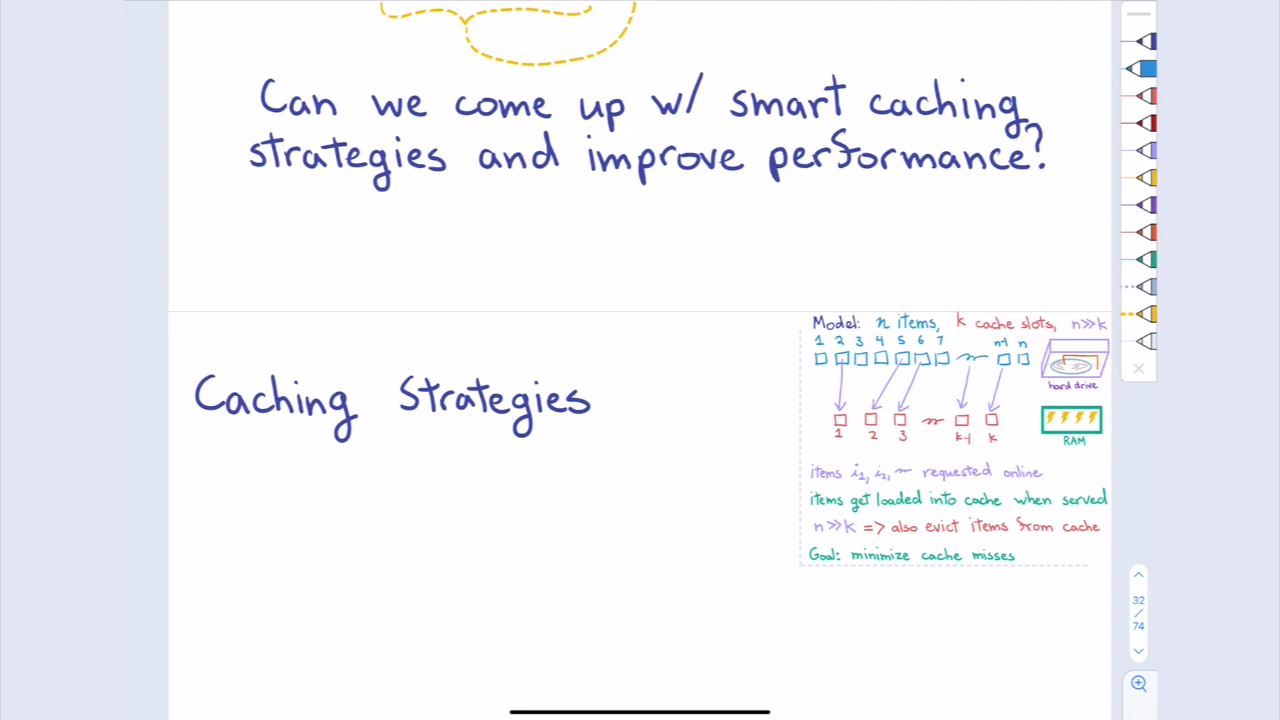 Can we come up w/ smart caching
strategies and improve performance?
Caching Strategies
Model: n items, k cache slots, n≫k
1 2 3 4 5 6 7 n-1 n
hard drive
1 2 3 k-1 k
RAM
items i₁, i₂, ~ requested online
items get loaded into cache when served
n≫k => also evict items from cache
Goal: minimize cache misses
32
/
74